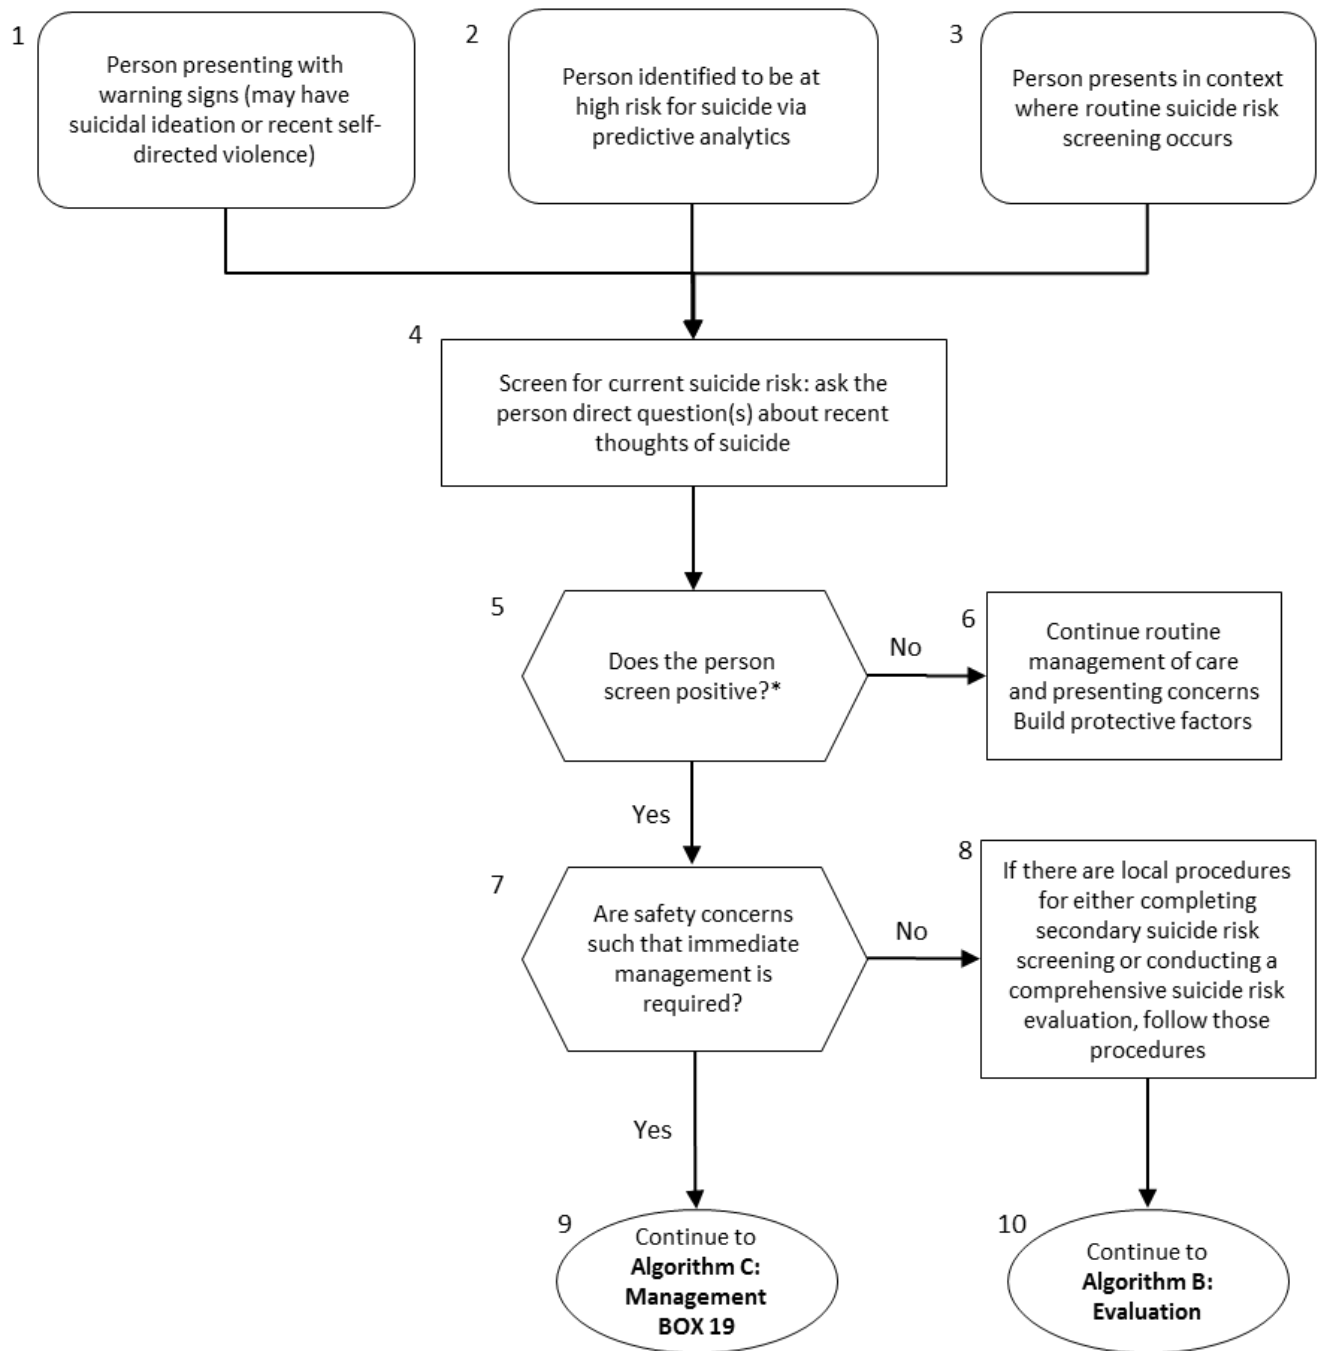 1
Person presenting with
warning signs (may have
suicidal ideation or recent self-
directed violence)
2
Person identified to be at
high risk for suicide via
predictive analytics
3
Person presents in context
where routine suicide risk
screening occurs
4
Screen for current suicide risk: ask the
person direct question(s) about recent
thoughts of suicide
5
Does the person
screen positive?*
No
6
Continue routine
management of care
and presenting concerns
Build protective factors
Yes
7
Are safety concerns
such that immediate
management is
required?
No
8
If there are local procedures
for either completing
secondary suicide risk
screening or conducting a
comprehensive suicide risk
evaluation, follow those
procedures
Yes
9
Continue to
Algorithm C:
Management
BOX 19
10
Continue to
Algorithm B:
Evaluation